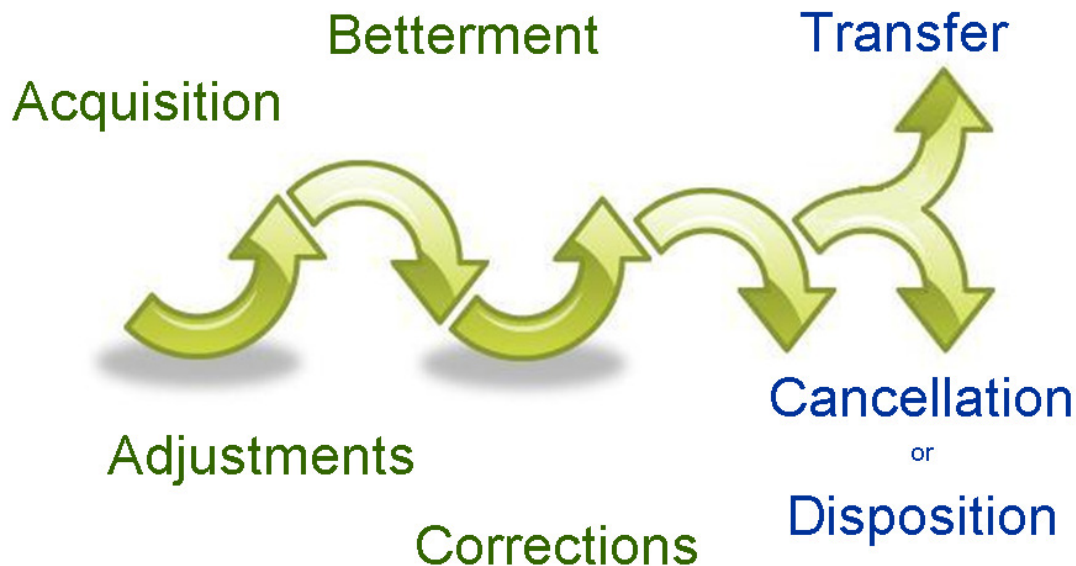 Betterment
Transfer
Acquisition
Cancellation
Adjustments
or
Disposition
Corrections